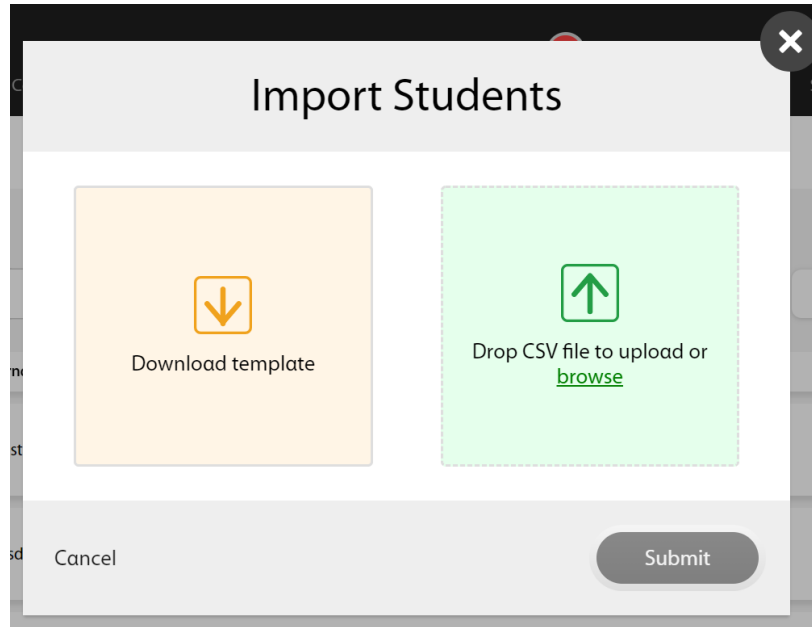 Import Students
Download template
Drop CSV file to upload or
browse
Cancel
Submit